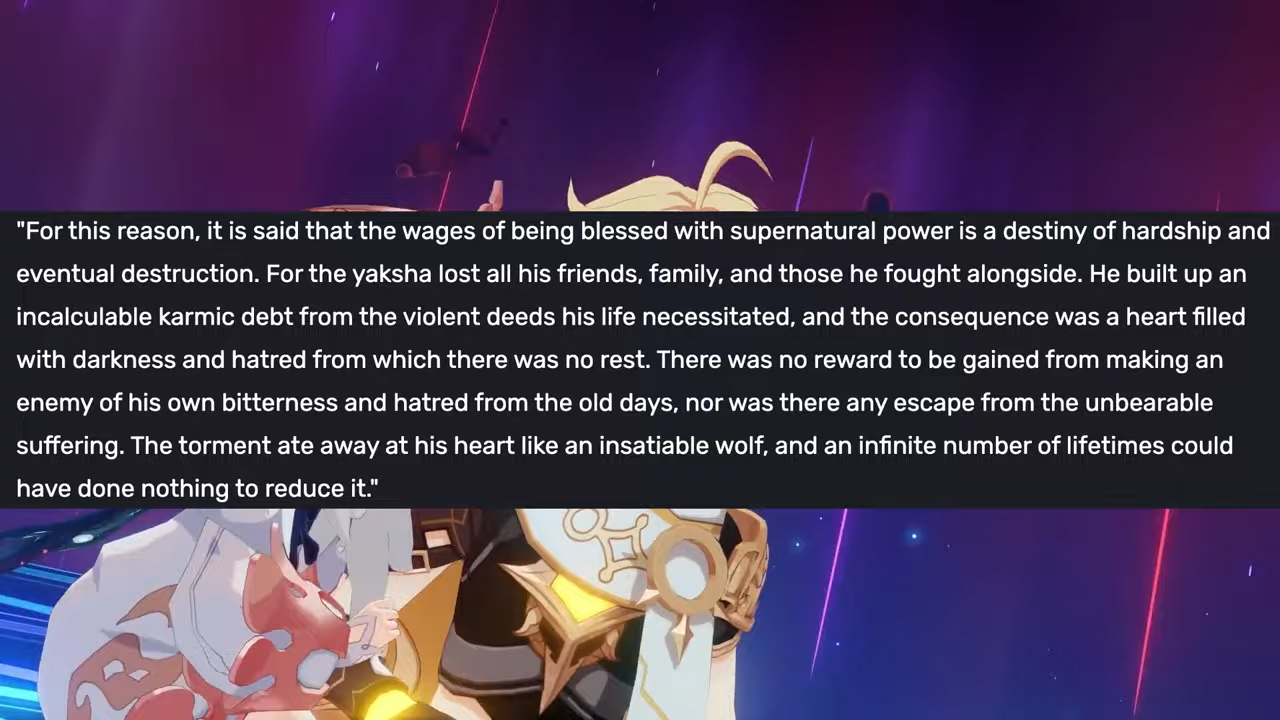 "For this reason, it is said that the wages of being blessed with supernatural power is a destiny of hardship and
eventual destruction. For the yaksha lost all his friends, family, and those he fought alongside. He built up an
incalculable karmic debt from the violent deeds his life necessitated, and the consequence was a heart filled
with darkness and hatred from which there was no rest. There was no reward to be gained from making an
enemy of his own bitterness and hatred from the old days, nor was there any escape from the unbearable
suffering. The torment ate away at his heart like an insatiable wolf, and an infinite number of lifetimes could
have done nothing to reduce it."